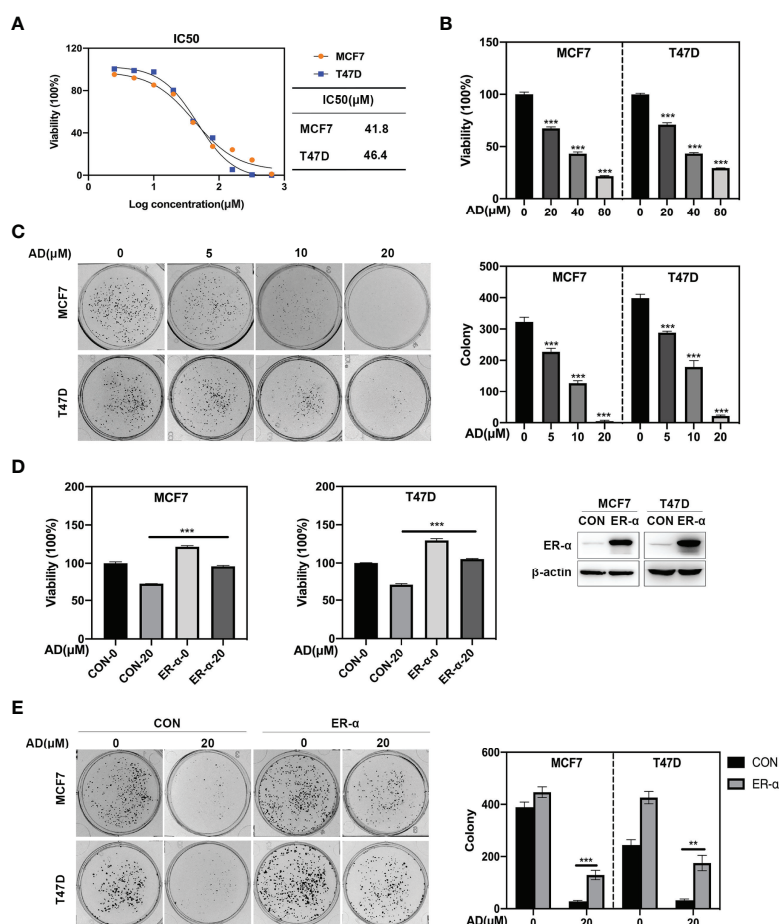 A
IC50
Viability (100%)
120
80
40
0
0
1
2
3
Log concentration(μM)
MCF7
T47D
IC50(μM)
MCF7 41.8
T47D 46.4
B
Viability (100%)
150
100
50
0
MCF7
T47D
***
***
***
***
***
***
AD(μM) 0 20 40 80 0 20 40 80
C
AD(μM) 0 5 10 20
MCF7
T47D
Colony
500
400
300
200
100
0
MCF7
T47D
***
***
***
***
***
***
AD(μM) 0 5 10 20 0 5 10 20
D
MCF7
Viability (100%)
200
150
100
50
0
***
AD(μM)
CON-0
CON-20
ER-α-0
ER-α-20
T47D
Viability (100%)
200
150
100
50
0
***
AD(μM)
CON-0
CON-20
ER-α-0
ER-α-20
MCF7 T47D
CON ER-α CON ER-α
ER-α
β-actin
E
CON ER-α
AD(μM) 0 20 0 20
MCF7
T47D
Colony
600
400
200
0
MCF7
T47D
***
**
AD(μM) 0 20 0 20
CON
ER-α